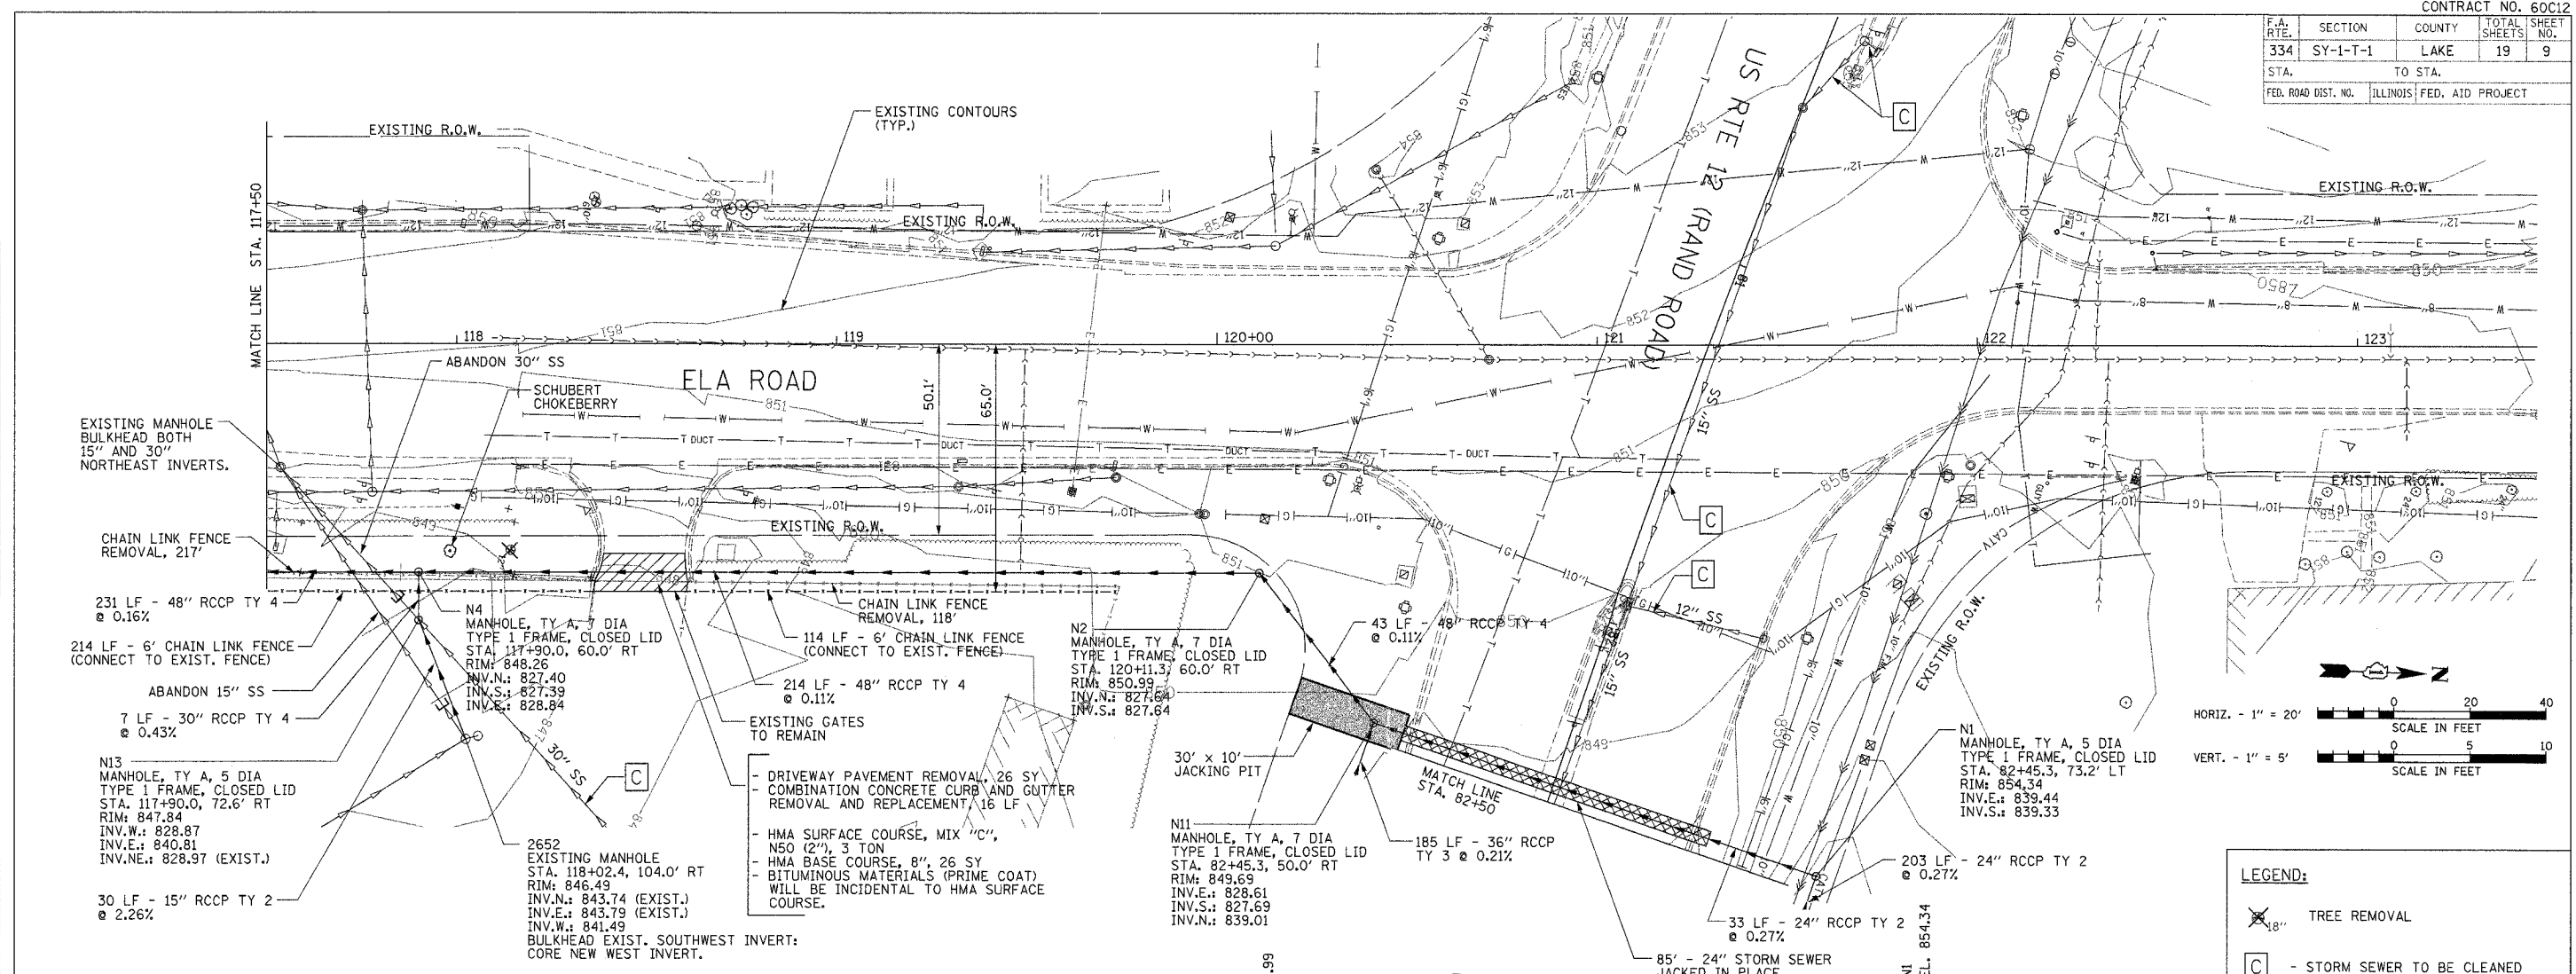 CONTRACT NO. 60C12
F.A. RTE. SECTION COUNTY TOTAL SHEETS SHEET NO.
334 SY-1-T-1 LAKE 19 9
STA. TO STA.
FED. ROAD DIST. NO. ILLINOIS FED. AID PROJECT
EXISTING R.O.W.
EXISTING CONTOURS
(TYP.)
EXISTING R.O.W.
EXISTING R.O.W.
US RTE 12 (RAND ROAD)
C
MATCH LINE STA. 117+50
118
119
120+00
121
122
123
ABANDON 30" SS
ELA ROAD
SCHUBERT
CHOKEBERRY
50.1'
65.0'
EXISTING MANHOLE
BULKHEAD BOTH
15" AND 30"
NORTHEAST INVERTS.
DUCT
DUCT
DUCT
15" SS
C
EXISTING R.O.W.
EXISTING R.O.W.
CATV
CHAIN LINK FENCE
REMOVAL, 217'
231 LF - 48" RCCP TY 4
@ 0.16%
214 LF - 6' CHAIN LINK FENCE
(CONNECT TO EXIST. FENCE)
ABANDON 15" SS
7 LF - 30" RCCP TY 4
@ 0.43%
N13
MANHOLE, TY A, 5 DIA
TYPE 1 FRAME, CLOSED LID
STA. 117+90.0, 72.6' RT
RIM: 847.84
INV.W.: 828.87
INV.E.: 840.81
INV.NE.: 828.97 (EXIST.)
30 LF - 15" RCCP TY 2
@ 2.26%
N4
MANHOLE, TY A, 7 DIA
TYPE 1 FRAME, CLOSED LID
STA. 117+90.0, 60.0' RT
RIM: 848.26
INV.N.: 827.40
INV.S.: 827.39
INV.E.: 828.84
30" SS
C
2652
EXISTING MANHOLE
STA. 118+02.4, 104.0' RT
RIM: 846.49
INV.N.: 843.74 (EXIST.)
INV.E.: 843.79 (EXIST.)
INV.W.: 841.49
BULKHEAD EXIST. SOUTHWEST INVERT:
CORE NEW WEST INVERT.
CHAIN LINK FENCE
REMOVAL, 118'
114 LF - 6' CHAIN LINK FENCE
(CONNECT TO EXIST. FENCE)
214 LF - 48" RCCP TY 4
@ 0.11%
EXISTING GATES
TO REMAIN
- DRIVEWAY PAVEMENT REMOVAL, 26 SY
- COMBINATION CONCRETE CURB AND GUTTER
REMOVAL AND REPLACEMENT, 16 LF
- HMA SURFACE COURSE, MIX "C",
N50 (2"), 3 TON
- HMA BASE COURSE, 8", 26 SY
- BITUMINOUS MATERIALS (PRIME COAT)
WILL BE INCIDENTAL TO HMA SURFACE
COURSE.
N2
MANHOLE, TY A, 7 DIA
TYPE 1 FRAME, CLOSED LID
STA. 120+11.3, 60.0' RT
RIM: 850.99
INV.N.: 827.64
INV.S.: 827.64
43 LF - 48" RCCP TY 4
@ 0.11%
C
12" SS
15" SS
30' x 10'
JACKING PIT
MATCH LINE
STA. 82+50
N11
MANHOLE, TY A, 7 DIA
TYPE 1 FRAME, CLOSED LID
STA. 82+45.3, 50.0' RT
RIM: 849.69
INV.E.: 828.61
INV.S.: 827.69
INV.N.: 839.01
185 LF - 36" RCCP
TY 3 @ 0.21%
EXISTING R.O.W.
N1
MANHOLE, TY A, 5 DIA
TYPE 1 FRAME, CLOSED LID
STA. 82+45.3, 73.2' LT
RIM: 854.34
INV.E.: 839.44
INV.S.: 839.33
203 LF - 24" RCCP TY 2
@ 0.27%
33 LF - 24" RCCP TY 2
@ 0.27%
85' - 24" STORM SEWER
JACKED IN PLACE
N
HORIZ. - 1" = 20'
0 20 40
SCALE IN FEET
VERT. - 1" = 5'
0 5 10
SCALE IN FEET
LEGEND:
18" TREE REMOVAL
C - STORM SEWER TO BE CLEANED
.99
N1
EL. 854.34